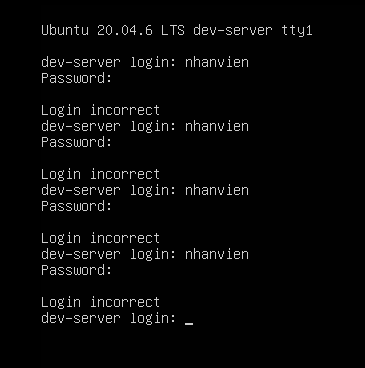 Ubuntu 20.04.6 LTS dev-server tty1
dev-server login: nhanvien
Password:
Login incorrect
dev-server login: nhanvien
Password:
Login incorrect
dev-server login: nhanvien
Password:
Login incorrect
dev-server login: nhanvien
Password:
Login incorrect
dev-server login: _